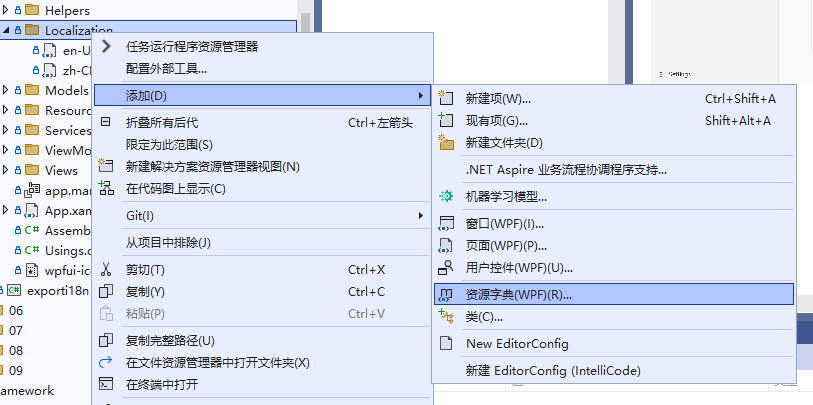 Helpers
Localization
en-U
zh-Cl
Models
Resourc
Services
ViewMo
Views
app.mar
App.xan
Assemb
Usings.c
wpfui-ic
exporti18n
06
07
08
09
amework
任务运行程序资源管理器
配置外部工具...
添加(D)
折叠所有后代 Ctrl+左箭头
限定为此范围(S)
新建解决方案资源管理器视图(N)
在代码图上显示(C)
Git(I)
从项目中排除(J)
剪切(T) Ctrl+X
复制(Y) Ctrl+C
粘贴(P) Ctrl+V
复制完整路径(U)
在文件资源管理器中打开文件夹(X)
在终端中打开
新建项(W)... Ctrl+Shift+A
现有项(G)... Shift+Alt+A
新建文件夹(D)
.NET Aspire 业务流程协调程序支持...
机器学习模型...
窗口(WPF)(I)...
页面(WPF)(P)...
用户控件(WPF)(U)...
资源字典(WPF)(R)...
类(C)...
New EditorConfig
新建 EditorConfig (IntelliCode)
Settings